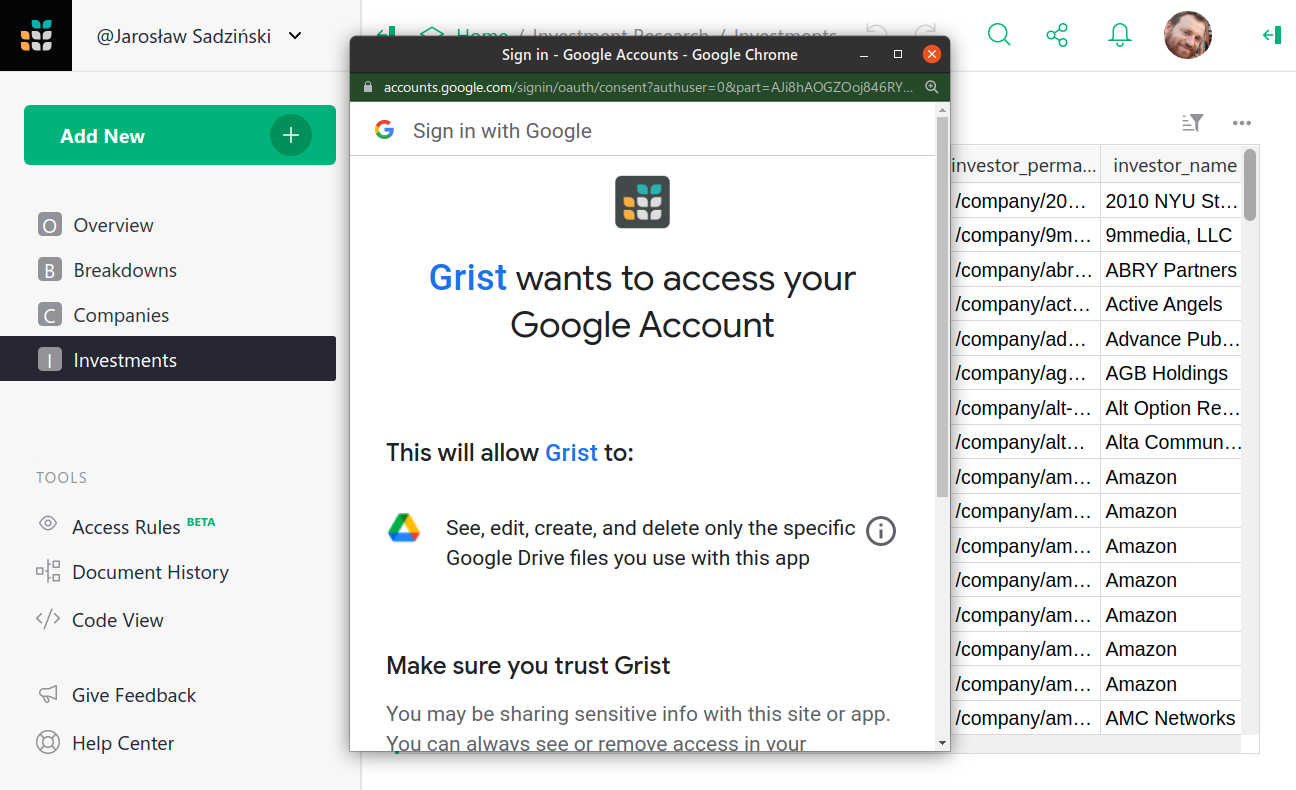 @Jarosław Sadziński
Home / Investment Research / Investments
Add New
O Overview
B Breakdowns
C Companies
I Investments
TOOLS
Access Rules BETA
Document History
Code View
Give Feedback
Help Center
Sign in - Google Accounts - Google Chrome
accounts.google.com/signin/oauth/consent?authuser=0&part=AJi8hAOGZOoj846RY...
Sign in with Google
Grist wants to access your
Google Account
This will allow Grist to:
See, edit, create, and delete only the specific
Google Drive files you use with this app
Make sure you trust Grist
You may be sharing sensitive info with this site or app.
You can always see or remove access in your
investor_perma... investor_name
/company/20... 2010 NYU St...
/company/9m... 9mmedia, LLC
/company/abr... ABRY Partners
/company/act... Active Angels
/company/ad... Advance Pub...
/company/ag... AGB Holdings
/company/alt-... Alt Option Re...
/company/alt... Alta Commun...
/company/am... Amazon
/company/am... Amazon
/company/am... Amazon
/company/am... Amazon
/company/am... Amazon
/company/am... Amazon
/company/am... Amazon
/company/am... AMC Networks